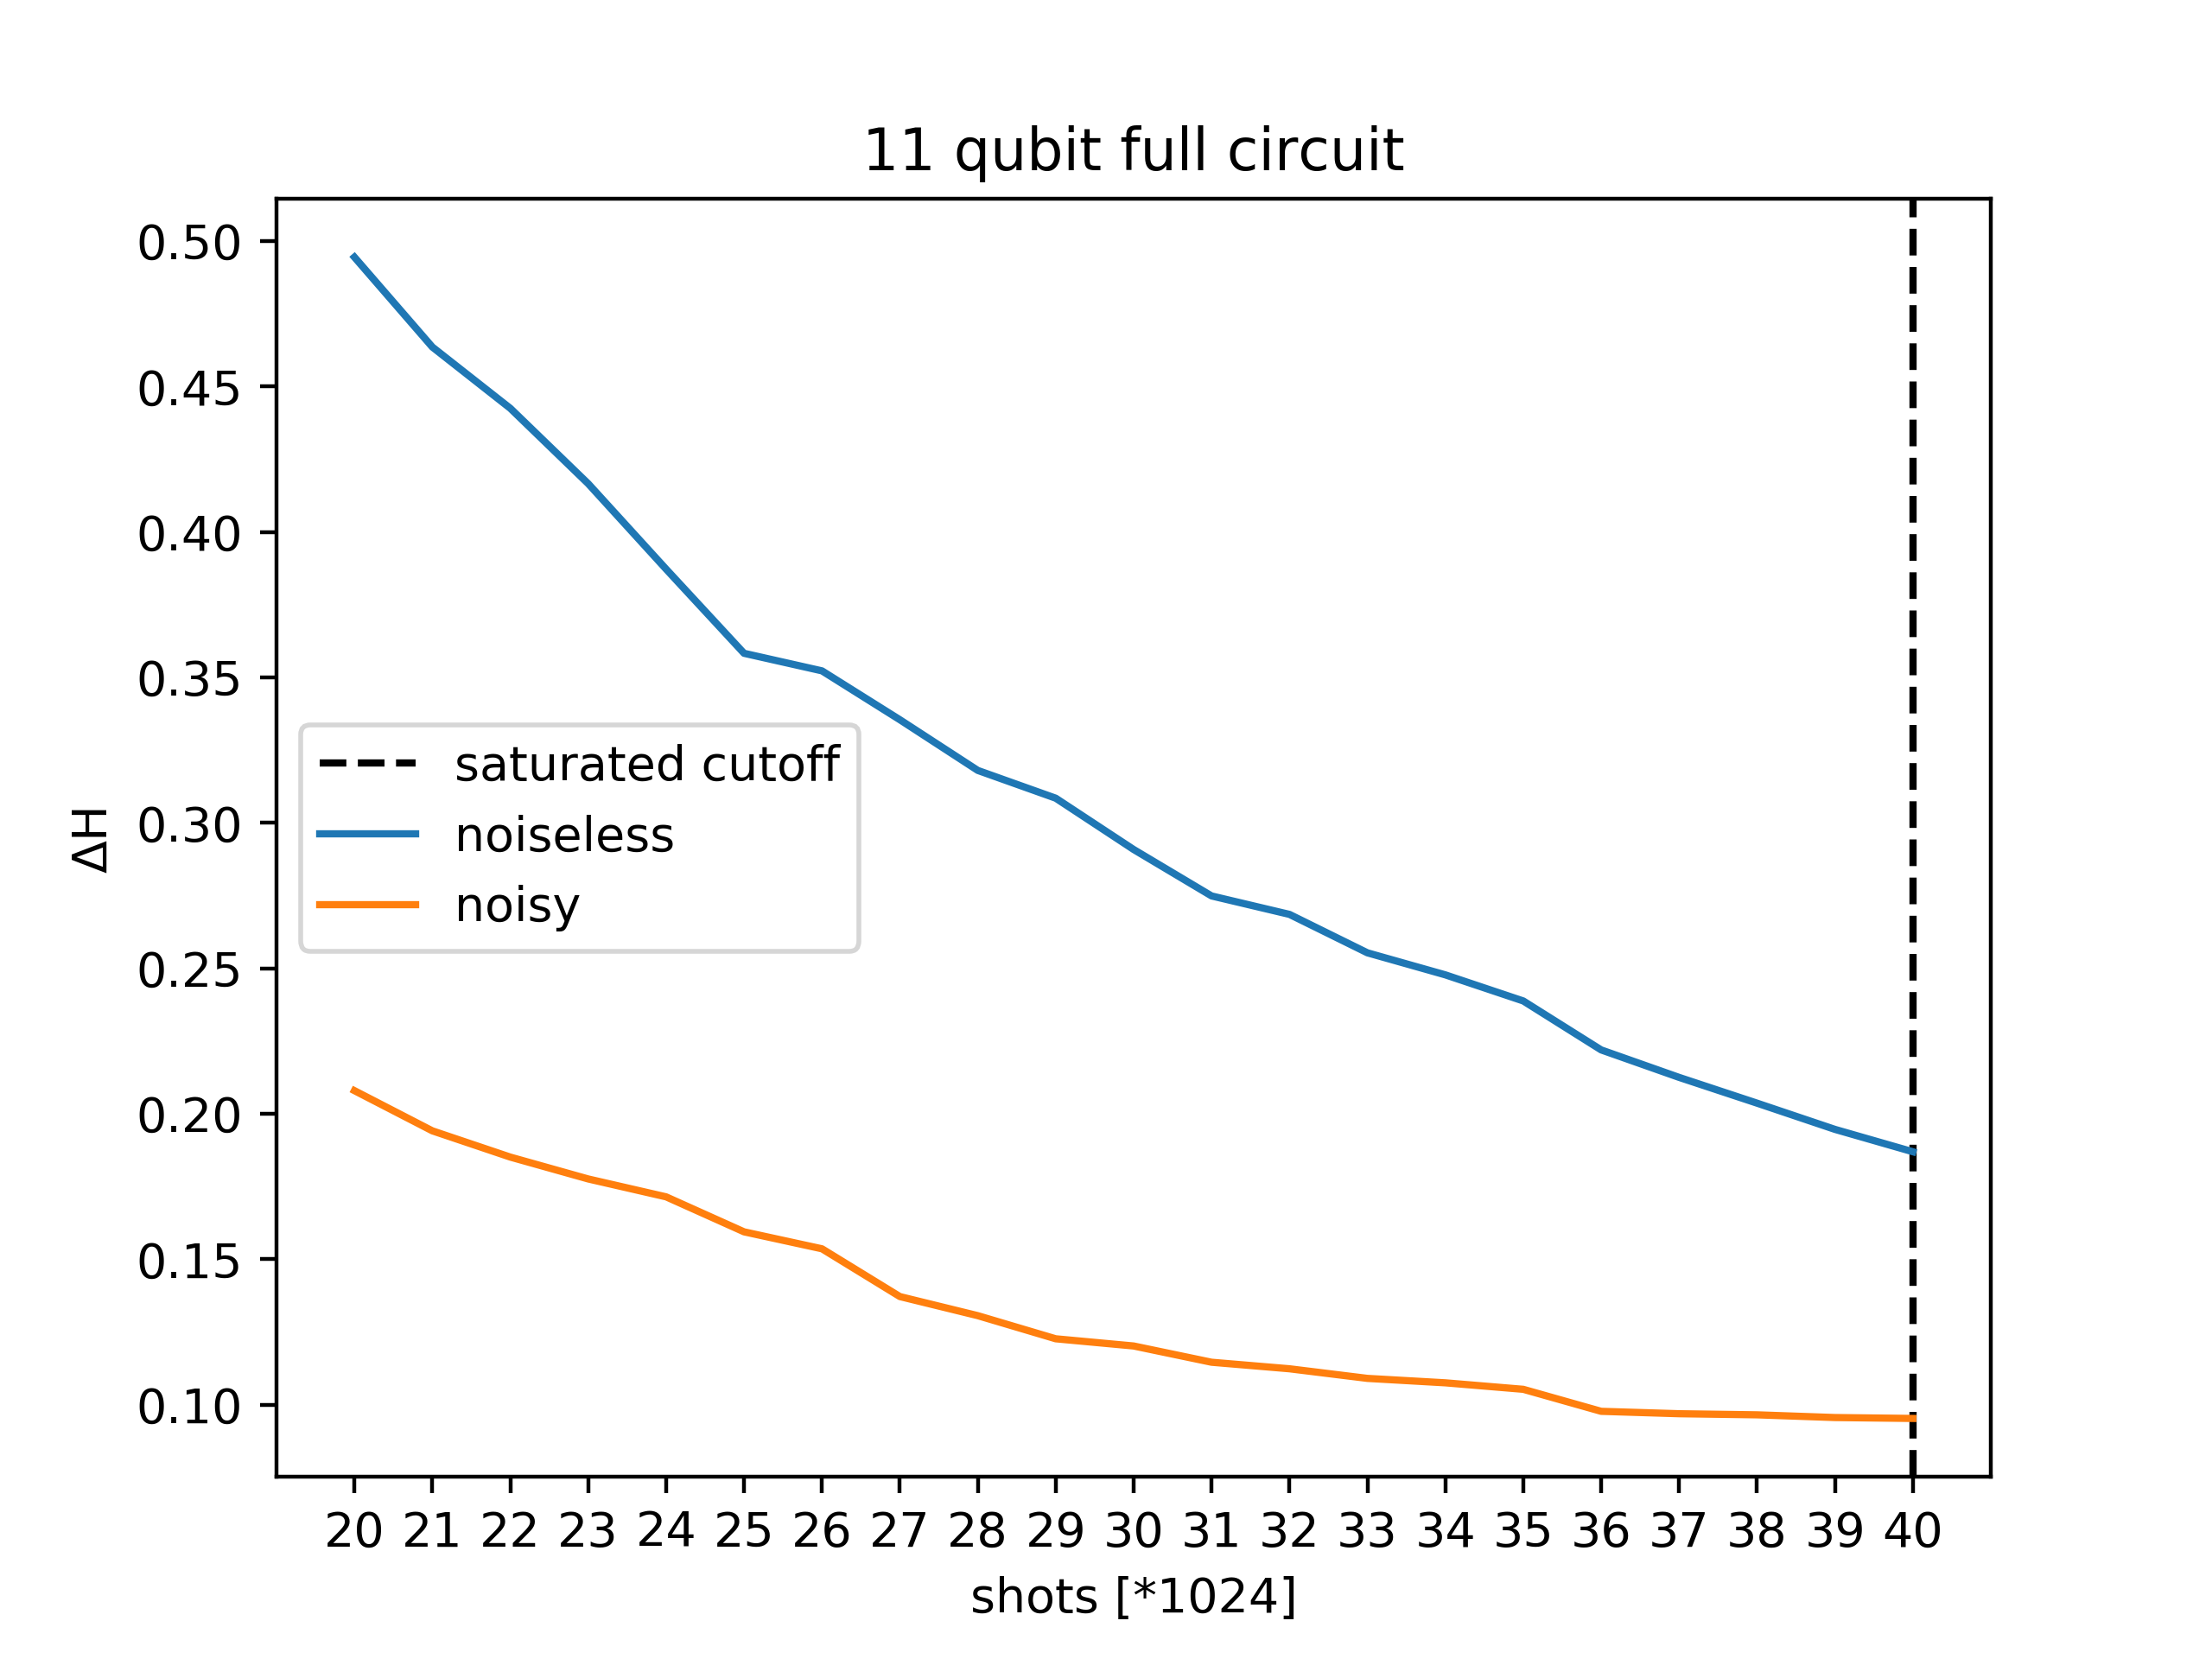 11 qubit full circuit
0.50
0.45
0.40
0.35
0.30
0.25
0.20
0.15
0.10
ΔH
saturated cutoff
noiseless
noisy
20 21 22 23 24 25 26 27 28 29 30 31 32 33 34 35 36 37 38 39 40
shots [*1024]